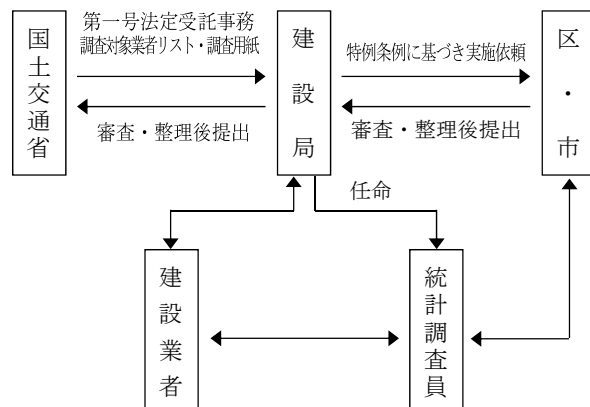 第一号法定受託事務
調査対象業者リスト・調査用紙
国土交通省
審査・整理後提出
建設局
特例条例に基づき実施依頼
審査・整理後提出
区・市
任命
建設業者
統計調査員